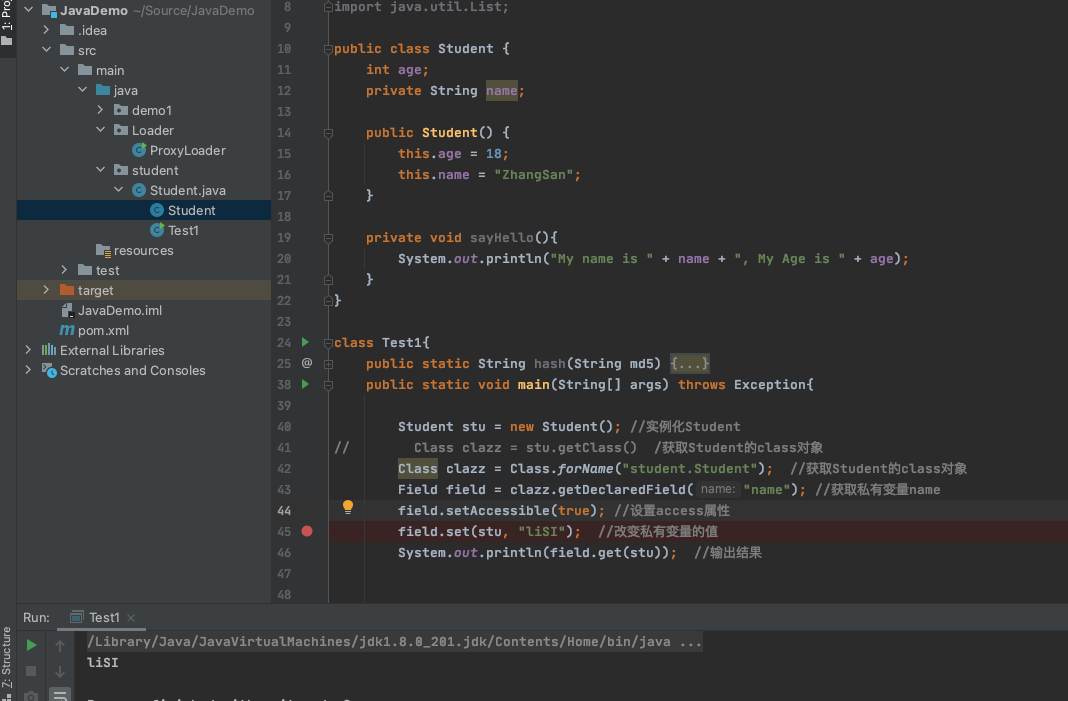 1: Pro
JavaDemo ~/Source/JavaDemo
.idea
src
main
java
demo1
Loader
ProxyLoader
student
Student.java
Student
Test1
resources
test
target
JavaDemo.iml
pom.xml
External Libraries
Scratches and Consoles
8 import java.util.List;
9
10 public class Student {
11 int age;
12 private String name;
13
14 public Student() {
15 this.age = 18;
16 this.name = "ZhangSan";
17 }
18
19 private void sayHello(){
20 System.out.println("My name is " + name + ", My Age is " + age);
21 }
22 }
23
24 class Test1{
25 @ public static String hash(String md5) {...}
38 public static void main(String[] args) throws Exception{
39
40 Student stu = new Student(); //实例化Student
41 // Class clazz = stu.getClass() /获取Student的class对象
42 Class clazz = Class.forName("student.Student"); //获取Student的class对象
43 Field field = clazz.getDeclaredField( name: "name"); //获取私有变量name
44 field.setAccessible(true); //设置access属性
45 field.set(stu, "liSI"); //改变私有变量的值
46 System.out.println(field.get(stu)); //输出结果
47
48
Run: Test1
/Library/Java/JavaVirtualMachines/jdk1.8.0_201.jdk/Contents/Home/bin/java ...
liSI
Z: Structure